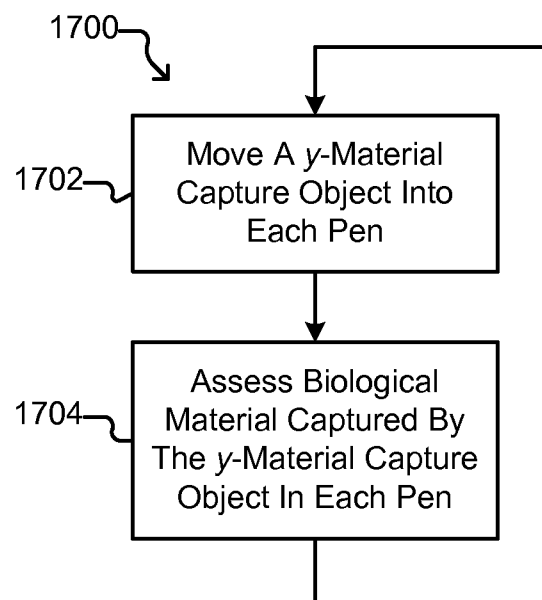 1700
1702
Move A y-Material
Capture Object Into
Each Pen
1704
Assess Biological
Material Captured By
The y-Material Capture
Object In Each Pen